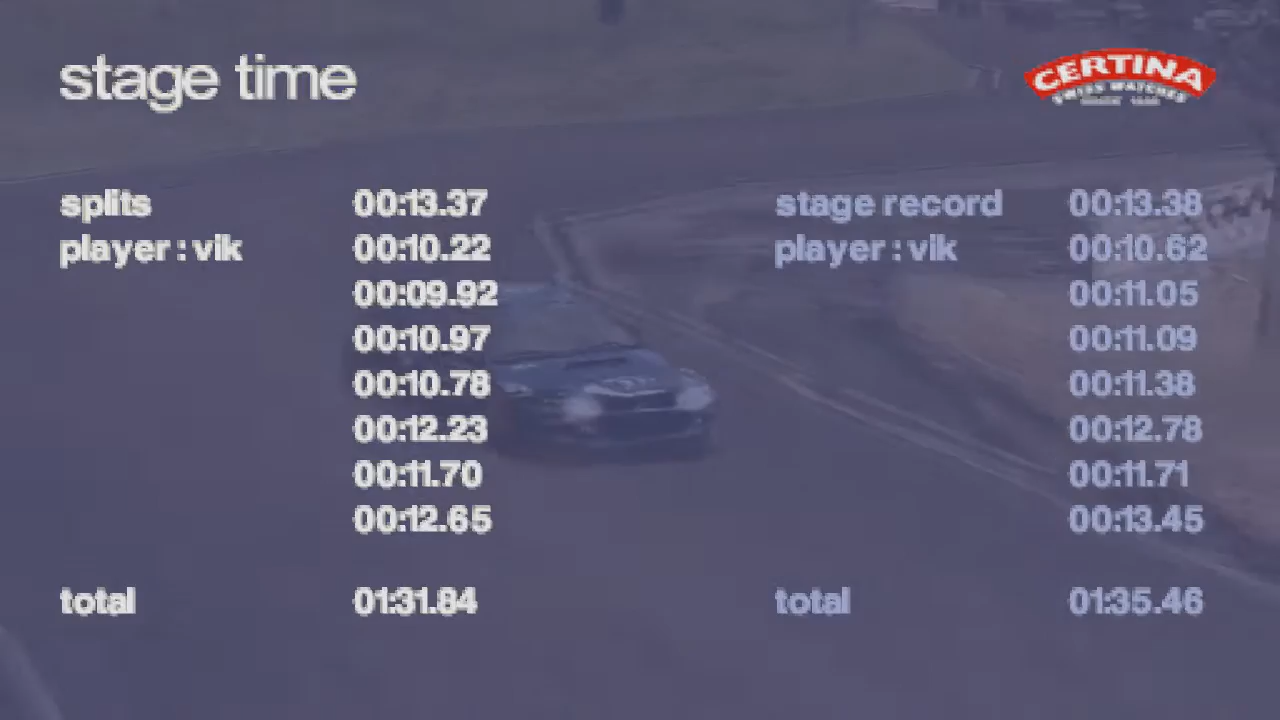 stage time
CERTINA
SWISS WATCHES
splits 00:13.37 stage record 00:13.38
player : vik 00:10.22 player : vik 00:10.62
00:09.92 00:11.05
00:10.97 00:11.09
00:10.78 00:11.38
00:12.23 00:12.78
00:11.70 00:11.71
00:12.65 00:13.45
total 01:31.84 total 01:35.46